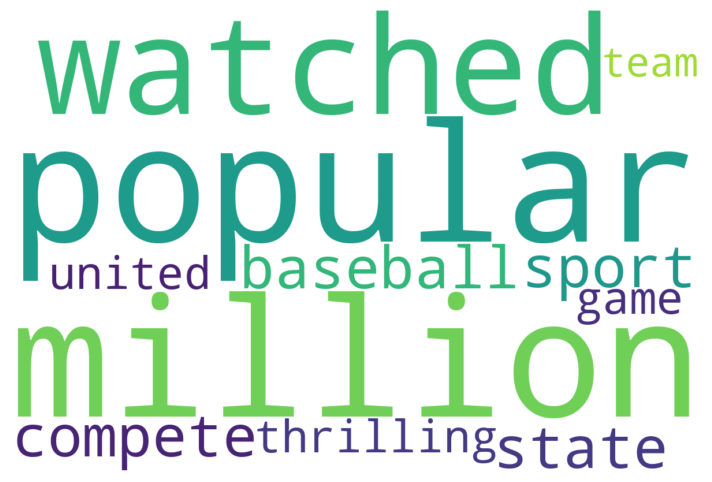 watched
team
popular
united
baseball
sport
game
million
compete
thrilling
state